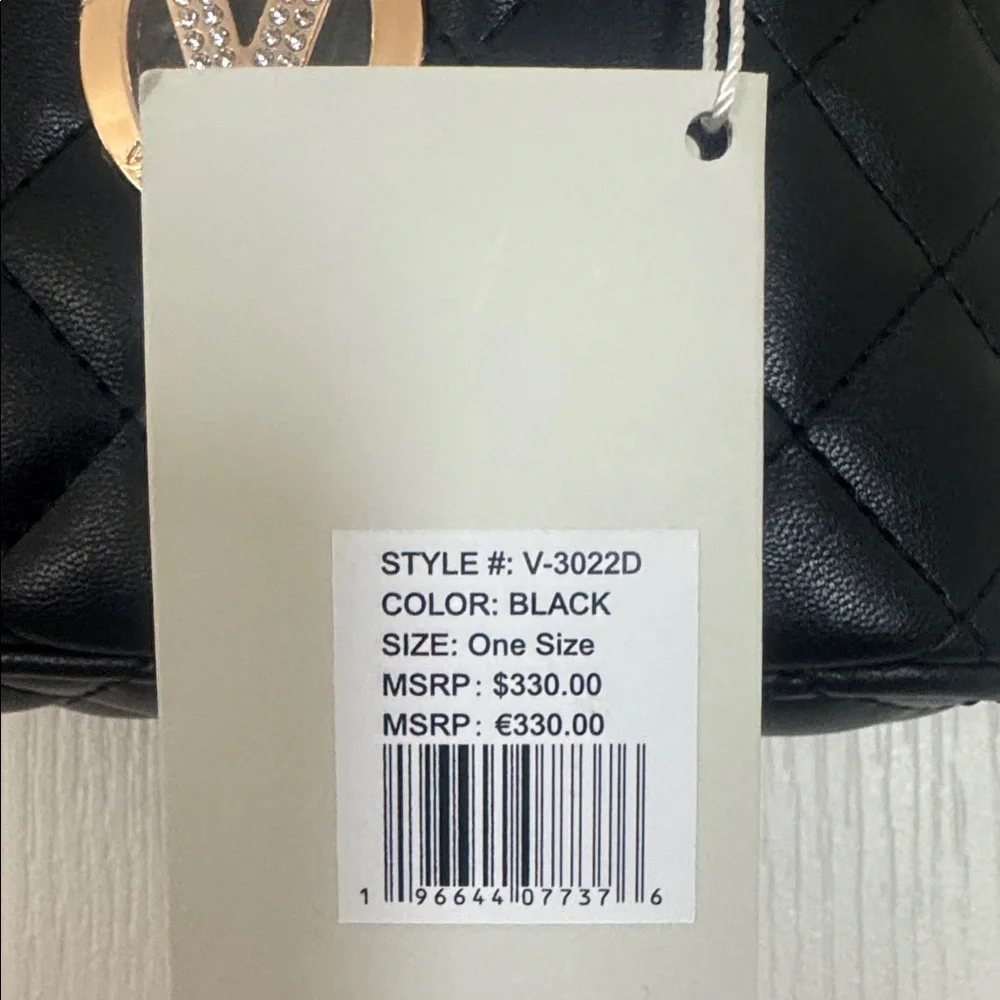 V
STYLE #: V-3022D
COLOR: BLACK
SIZE: One Size
MSRP: $330.00
MSRP: €330.00
1 96644 07737 6